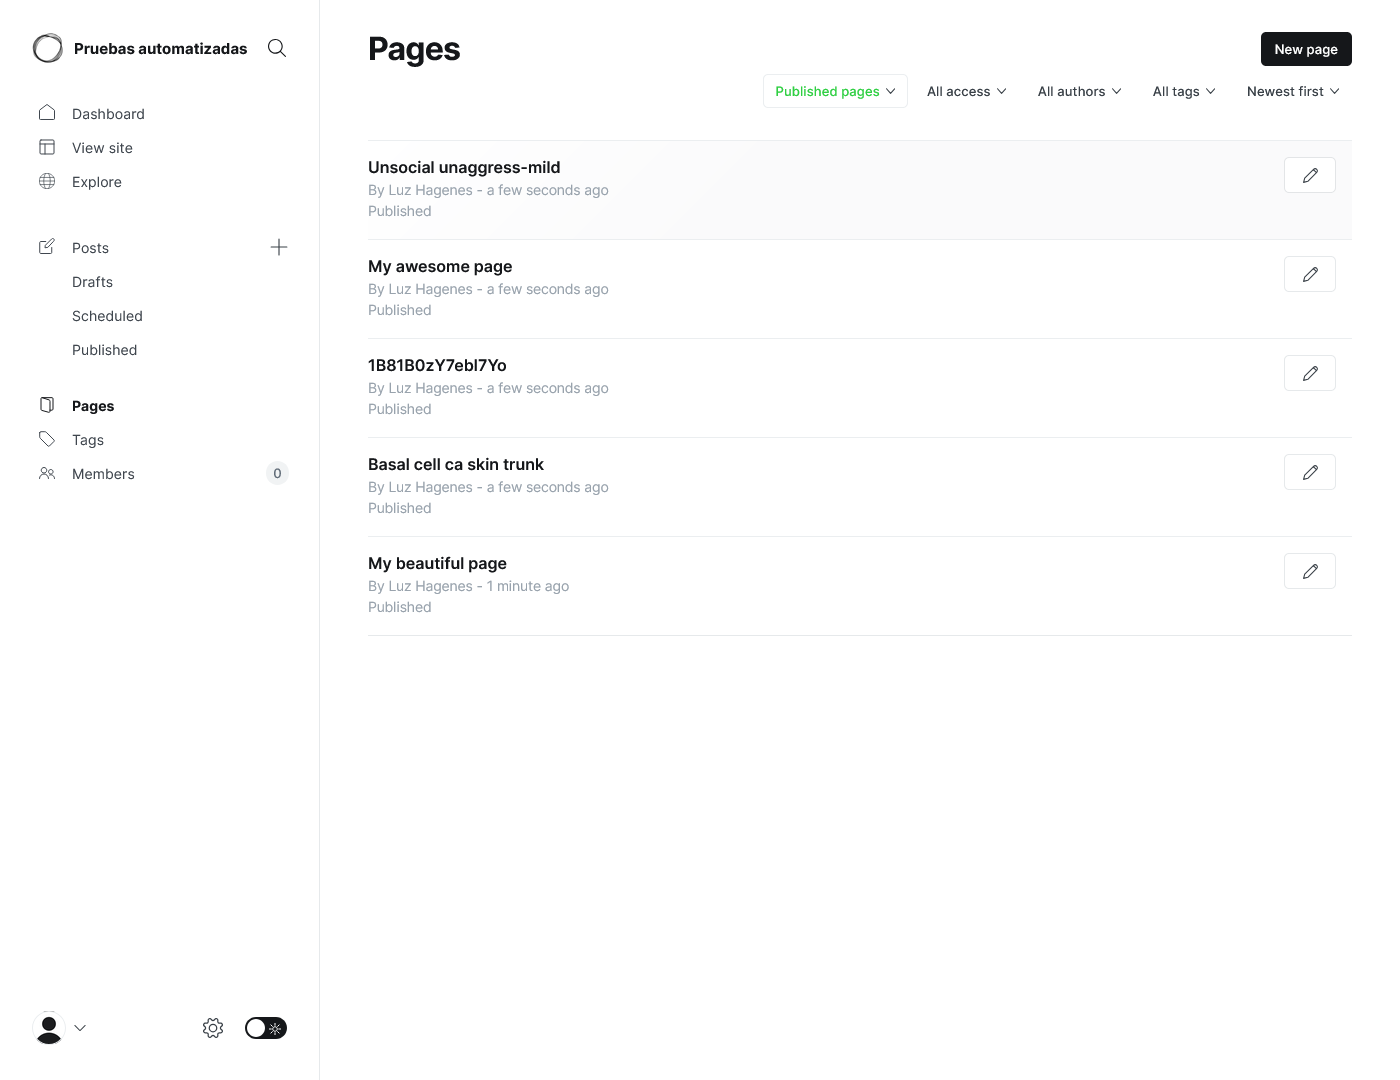 Pruebas automatizadas
Dashboard
View site
Explore
Posts
Drafts
Scheduled
Published
Pages
Tags
Members 0
Pages
New page
Published pages All access All authors All tags Newest first
Unsocial unaggress-mild
By Luz Hagenes - a few seconds ago
Published
My awesome page
By Luz Hagenes - a few seconds ago
Published
1B81B0zY7ebI7Yo
By Luz Hagenes - a few seconds ago
Published
Basal cell ca skin trunk
By Luz Hagenes - a few seconds ago
Published
My beautiful page
By Luz Hagenes - 1 minute ago
Published